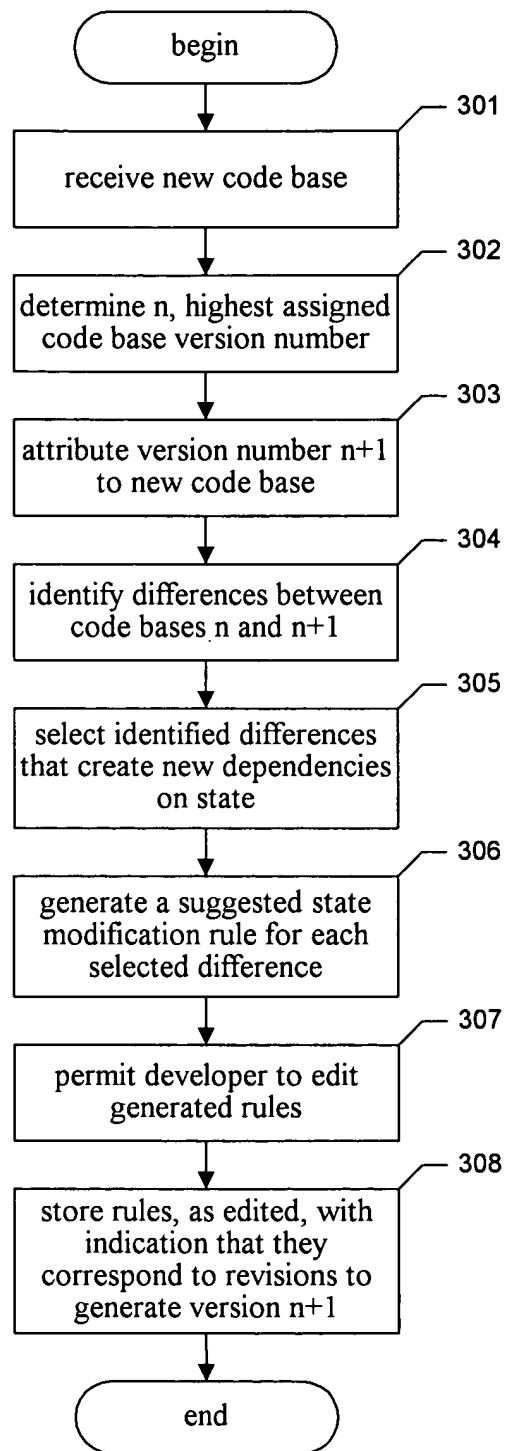 begin
301
receive new code base
302
determine n, highest assigned
code base version number
303
attribute version number n+1
to new code base
304
identify differences between
code bases n and n+1
305
select identified differences
that create new dependencies
on state
306
generate a suggested state
modification rule for each
selected difference
307
permit developer to edit
generated rules
308
store rules, as edited, with
indication that they
correspond to revisions to
generate version n+1
end